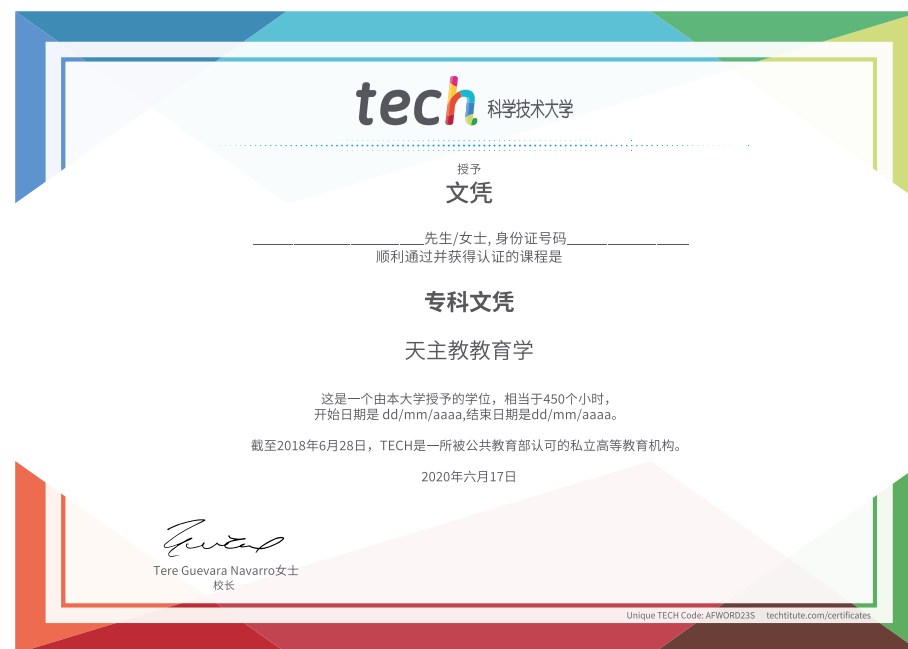 tech 科学技术大学
授予
文凭
____________________先生/女士, 身份证号码______________
顺利通过并获得认证的课程是
专科文凭
天主教教育学
这是一个由本大学授予的学位，相当于450个小时，
开始日期是 dd/mm/aaaa,结束日期是dd/mm/aaaa。
截至2018年6月28日，TECH是一所被公共教育部认可的私立高等教育机构。
2020年六月17日
Tere Guevara Navarro女士
校长
Unique TECH Code: AFWORD23S techtitute.com/certificates